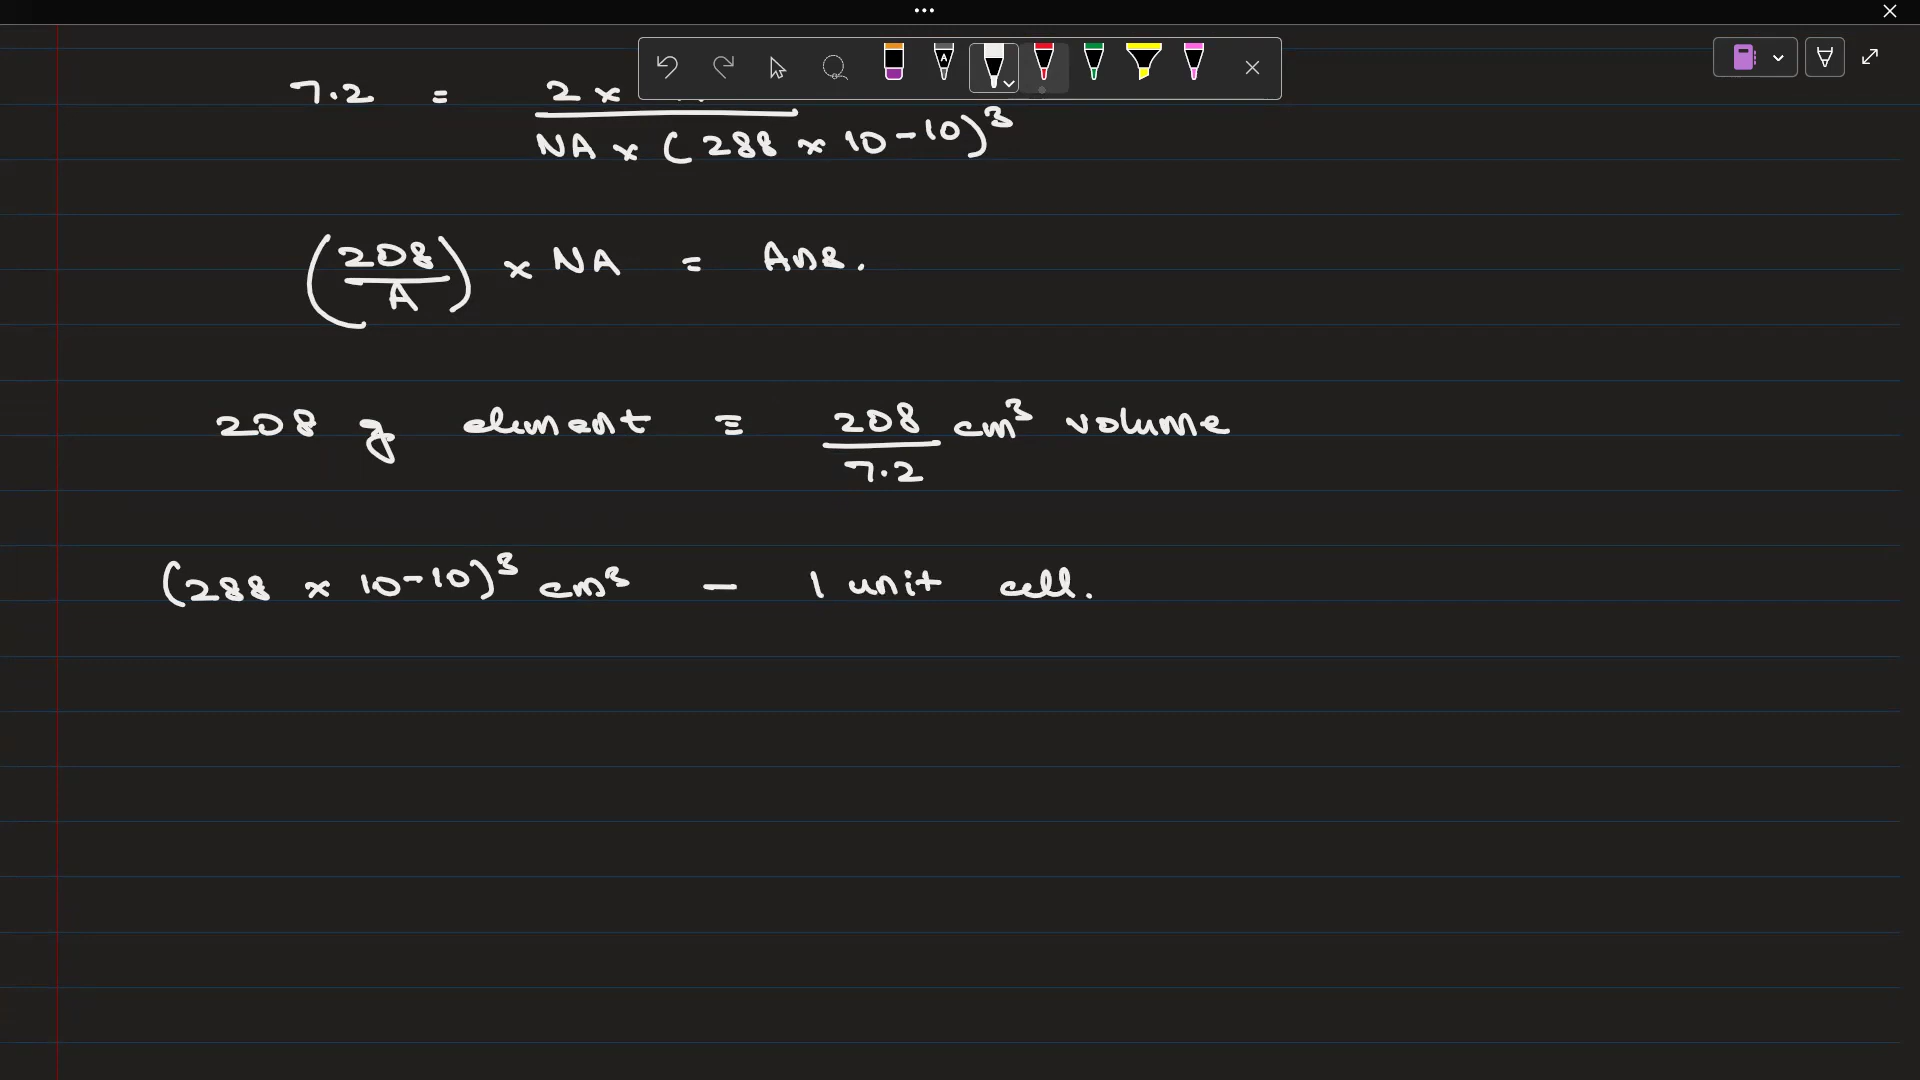 7.2 = 2 ×
NA × (288 × 10-10)³
(208/A) × NA = Ans.
208 g element ≡ 208/7.2 cm³ volume
(288 × 10-10)³ cm³ - 1 unit cell.